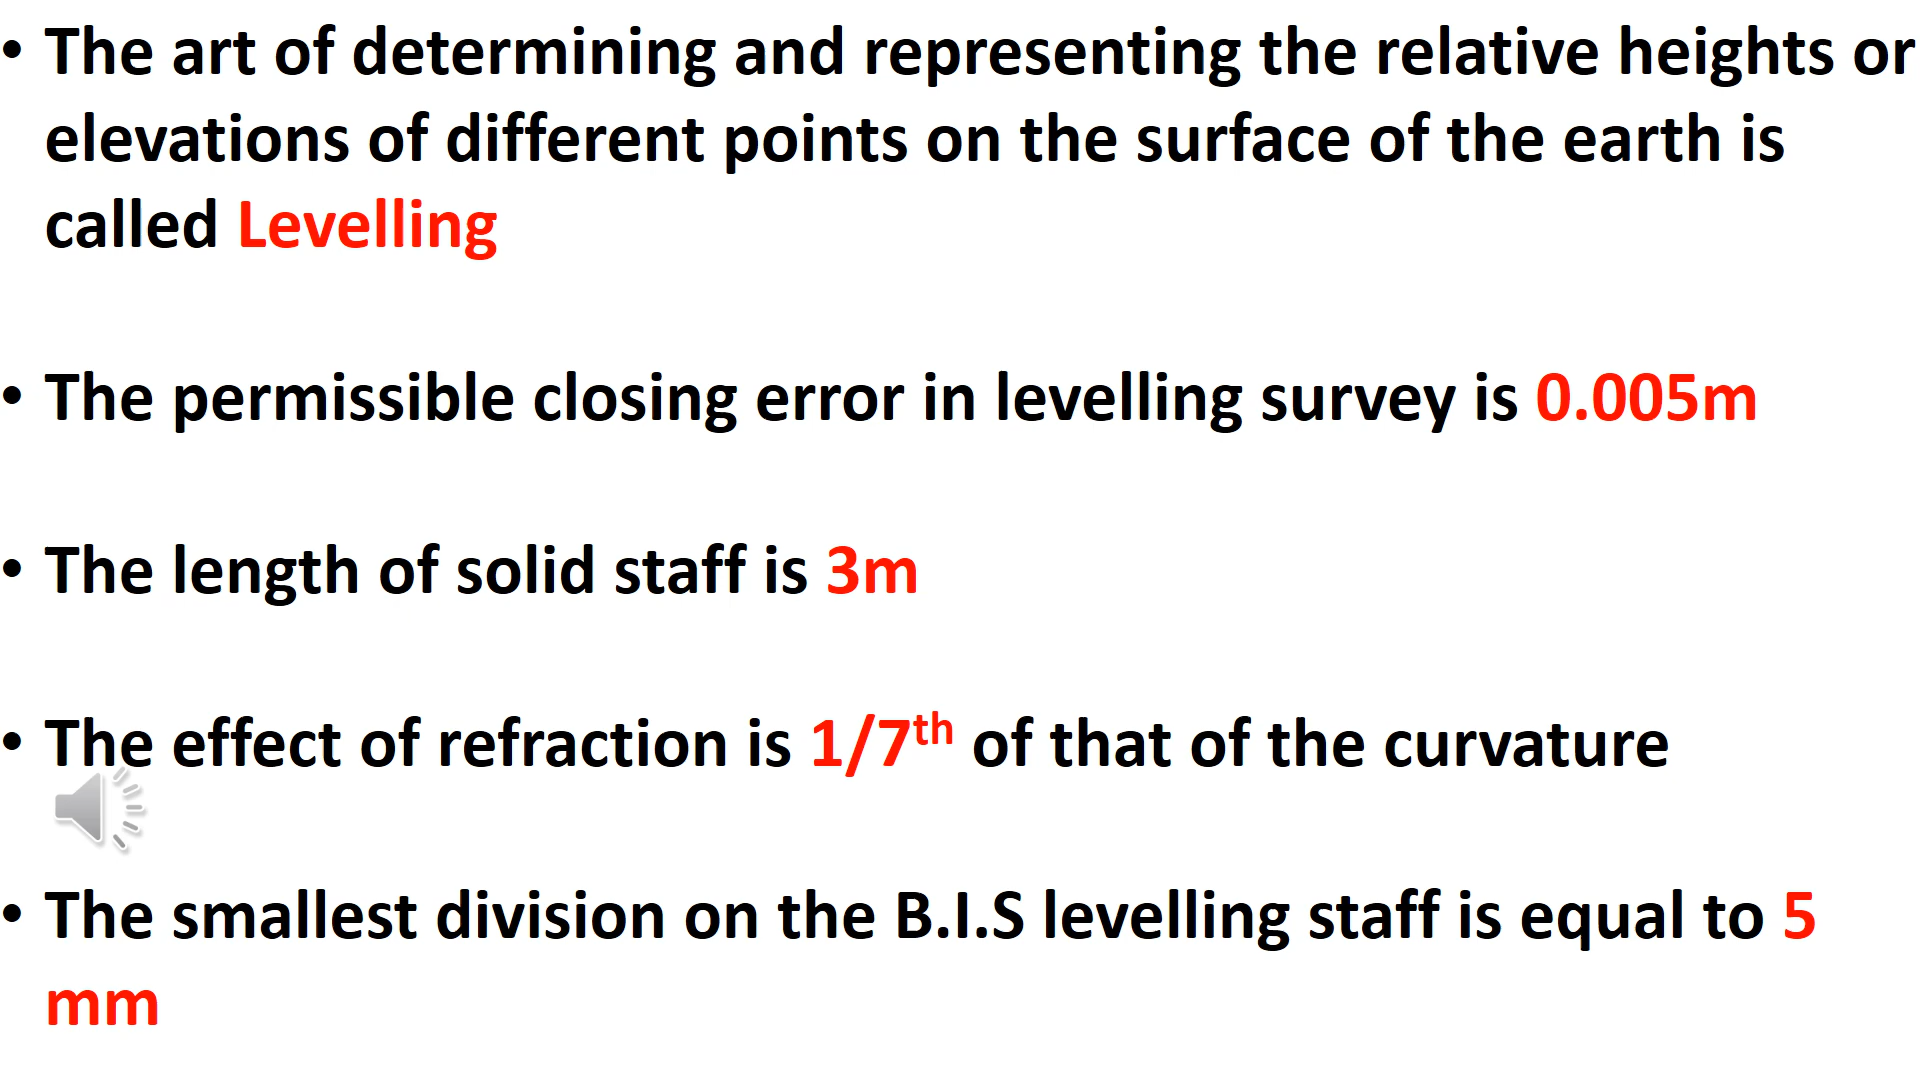 • The art of determining and representing the relative heights or
elevations of different points on the surface of the earth is
called Levelling
• The permissible closing error in levelling survey is 0.005m
• The length of solid staff is 3m
• The effect of refraction is 1/7th of that of the curvature
• The smallest division on the B.I.S levelling staff is equal to 5
mm